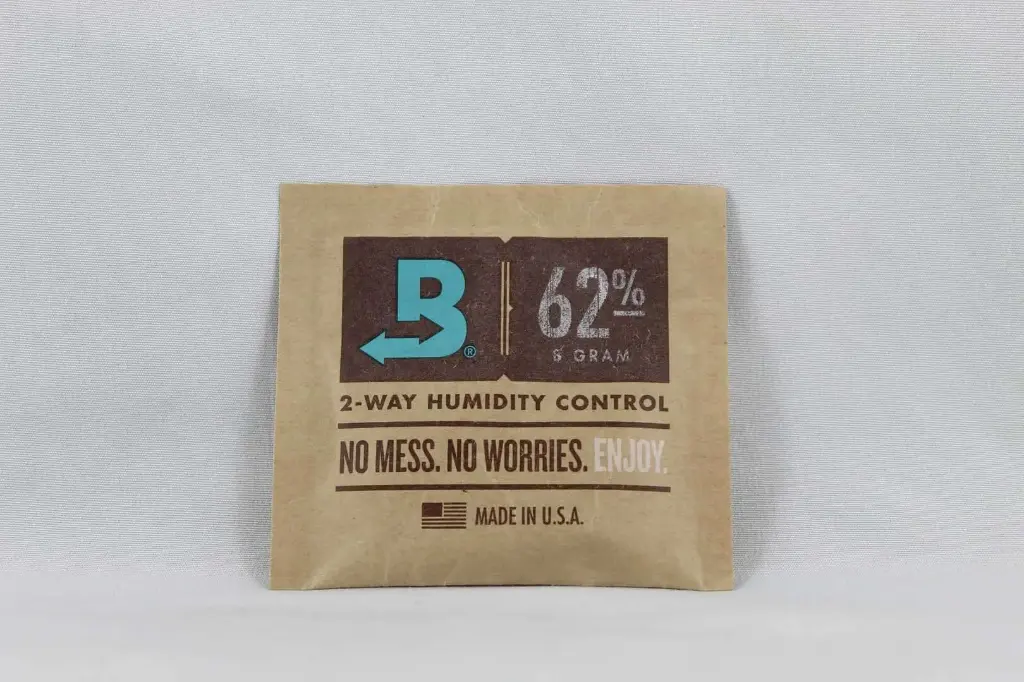 B®
62%
8 GRAM
2-WAY HUMIDITY CONTROL
NO MESS. NO WORRIES. ENJOY.
MADE IN U.S.A.